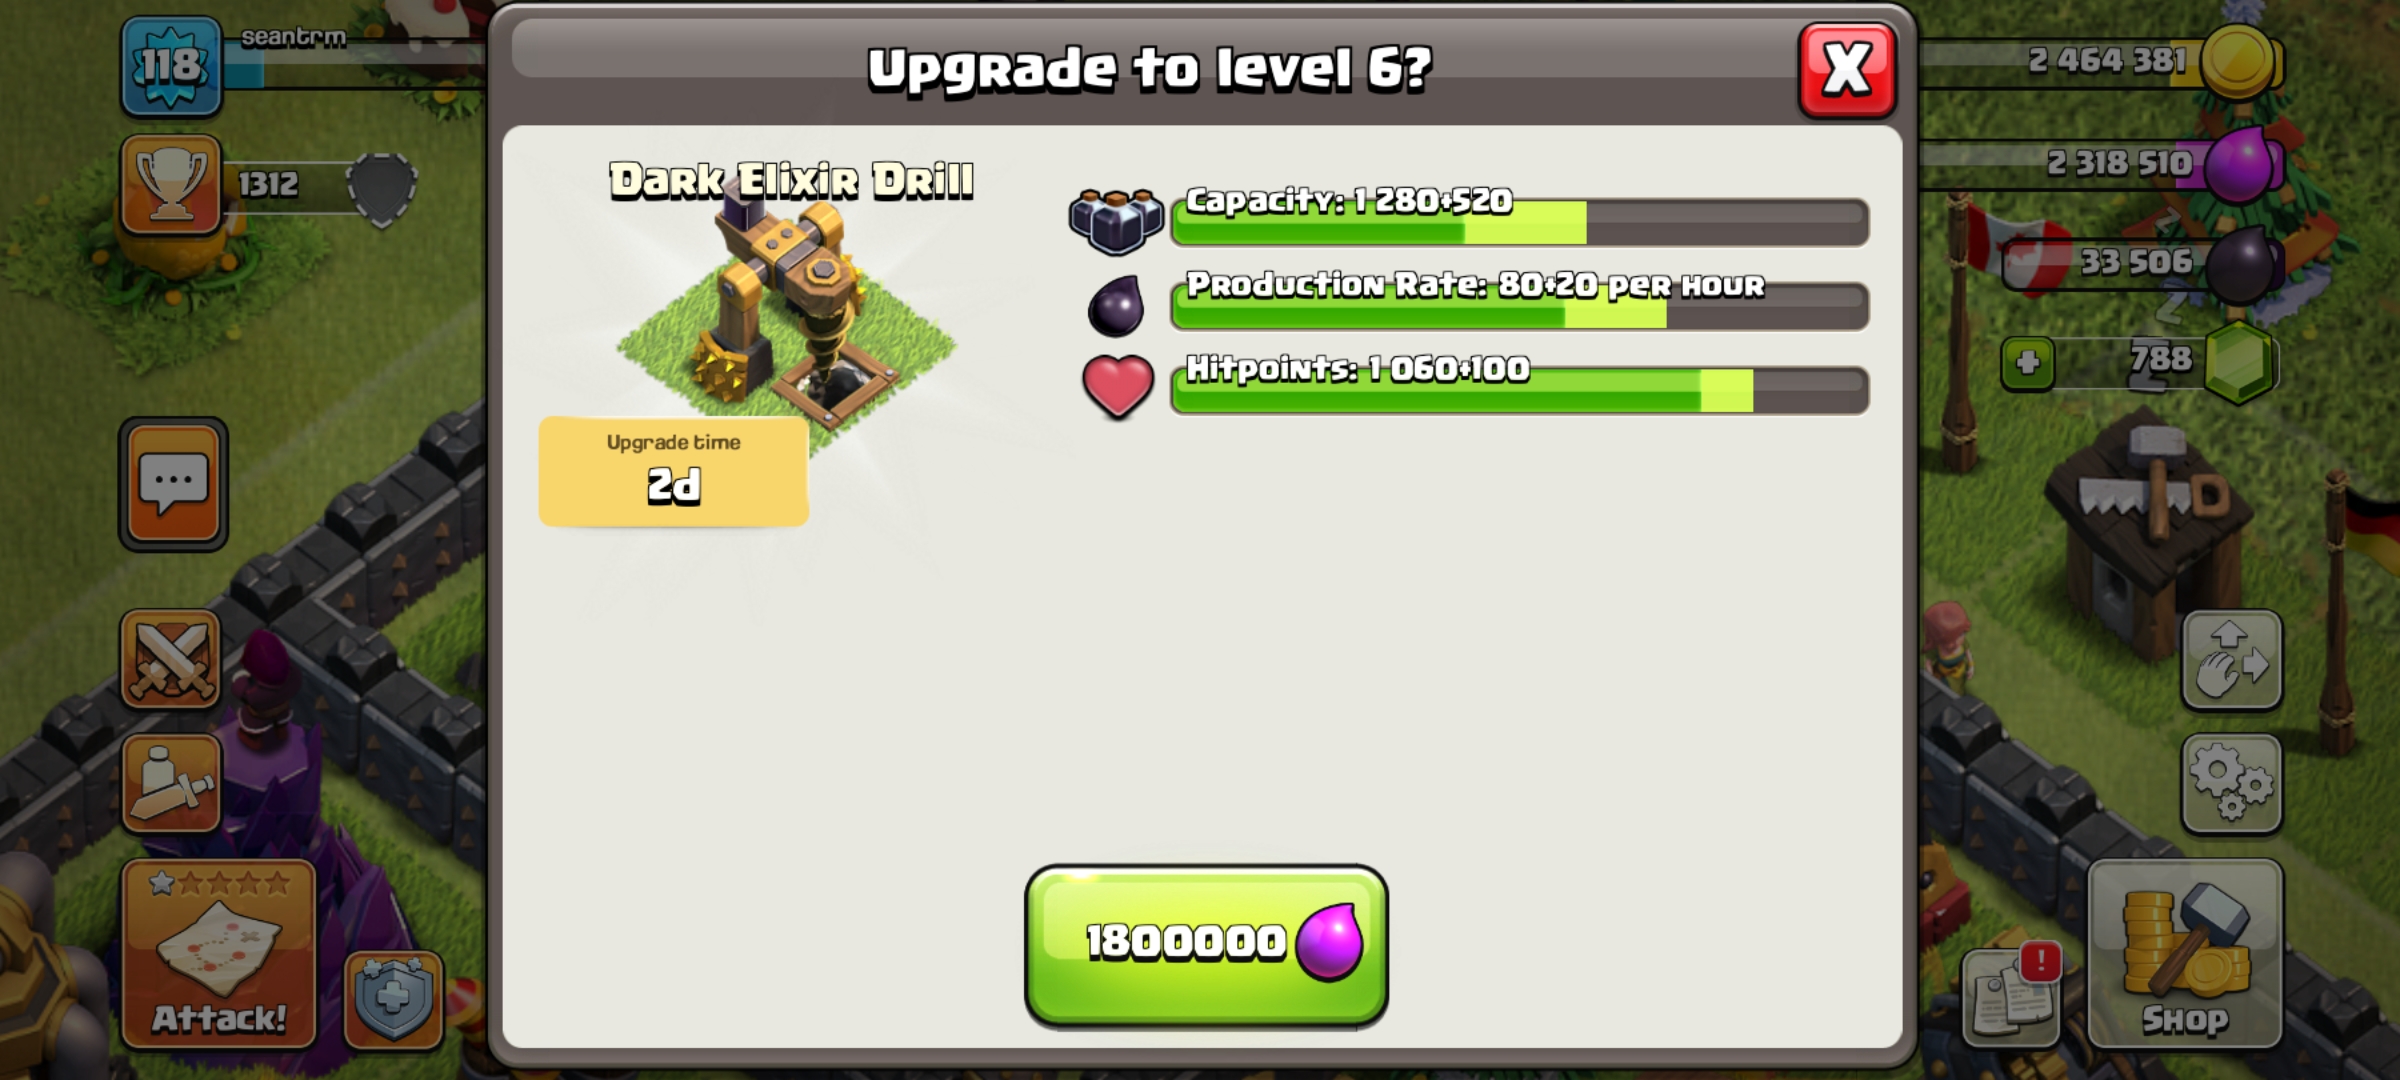 118
seantrm
1312
Upgrade to level 6?
X
2 464 381
2 318 510
33 506
788
Dark Elixir Drill
Capacity: 1 280+520
Production Rate: 80+20 per hour
Hitpoints: 1 060+100
Upgrade time
2d
1800000
Attack!
!
Shop